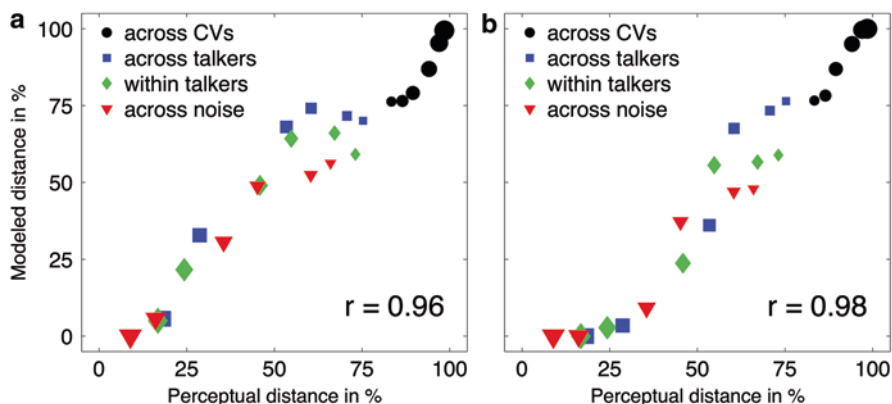 a
100
75
50
25
0
Modeled distance in %
across CVs
across talkers
within talkers
across noise
r = 0.96
0 25 50 75 100
Perceptual distance in %
b
across CVs
across talkers
within talkers
across noise
r = 0.98
0 25 50 75 100
Perceptual distance in %